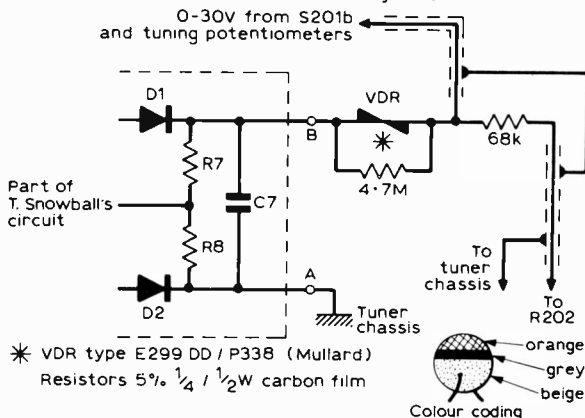 0-30V from S201b
and tuning potentiometers
D1
B
VDR
R7
68k
Part of
T. Snowball's
circuit
4·7M
C7
R8
To
tuner
chassis
A
D2
Tuner
chassis
To
R202
✳ VDR type E299 DD / P338 (Mullard)
Resistors 5% 1/4 / 1/2W carbon film
orange
grey
beige
Colour coding